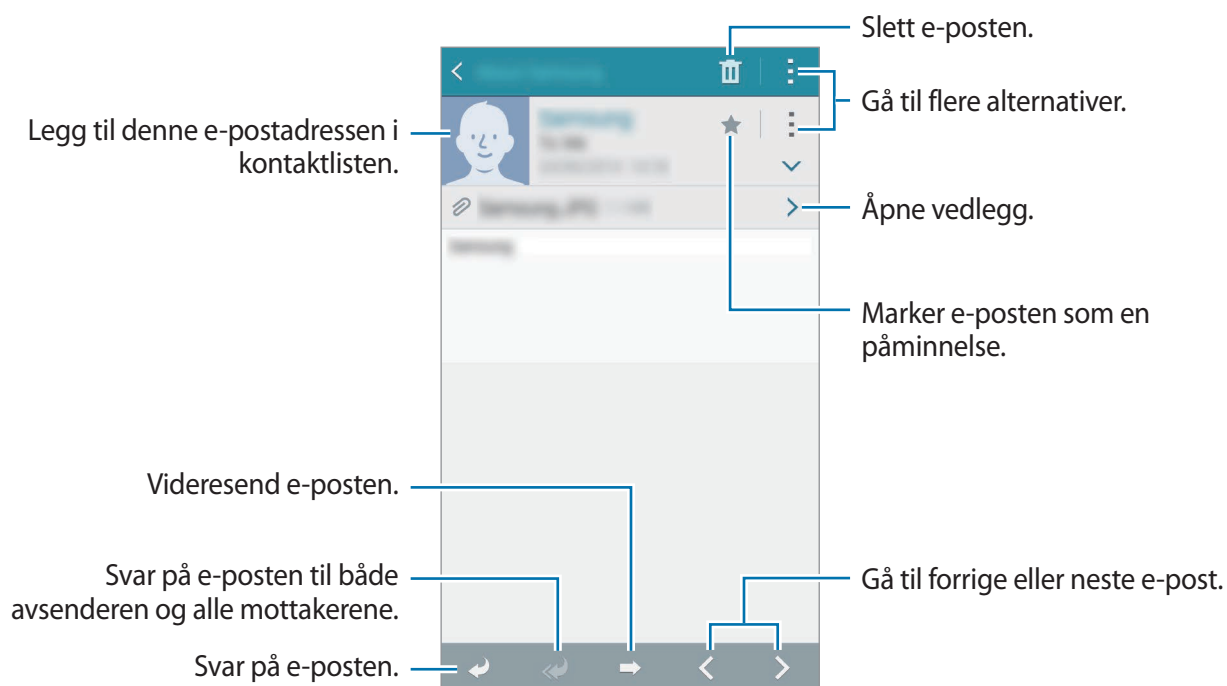 Slett e-posten.
Gå til flere alternativer.
Legg til denne e-postadressen i
kontaktlisten.
Åpne vedlegg.
Marker e-posten som en
påminnelse.
Videresend e-posten.
Svar på e-posten til både
avsenderen og alle mottakerene.
Gå til forrige eller neste e-post.
Svar på e-posten.